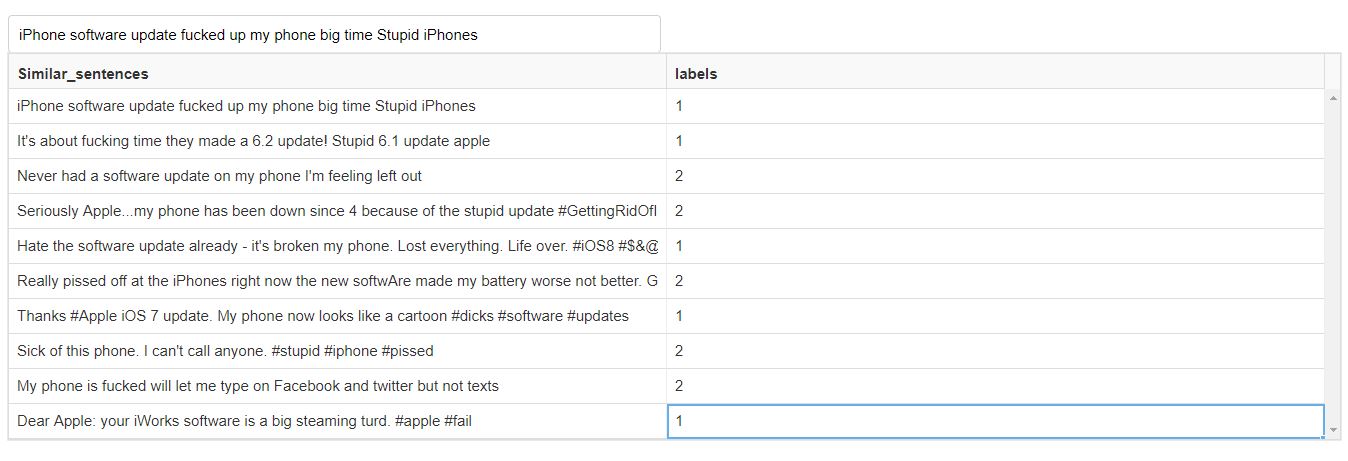 iPhone software update fucked up my phone big time Stupid iPhones
Similar_sentences labels
iPhone software update fucked up my phone big time Stupid iPhones 1
It's about fucking time they made a 6.2 update! Stupid 6.1 update apple 1
Never had a software update on my phone I'm feeling left out 2
Seriously Apple...my phone has been down since 4 because of the stupid update #GettingRidOfI 2
Hate the software update already - it's broken my phone. Lost everything. Life over. #iOS8 #$&@ 1
Really pissed off at the iPhones right now the new softwAre made my battery worse not better. G 2
Thanks #Apple iOS 7 update. My phone now looks like a cartoon #dicks #software #updates 1
Sick of this phone. I can't call anyone. #stupid #iphone #pissed 2
My phone is fucked will let me type on Facebook and twitter but not texts 2
Dear Apple: your iWorks software is a big steaming turd. #apple #fail 1